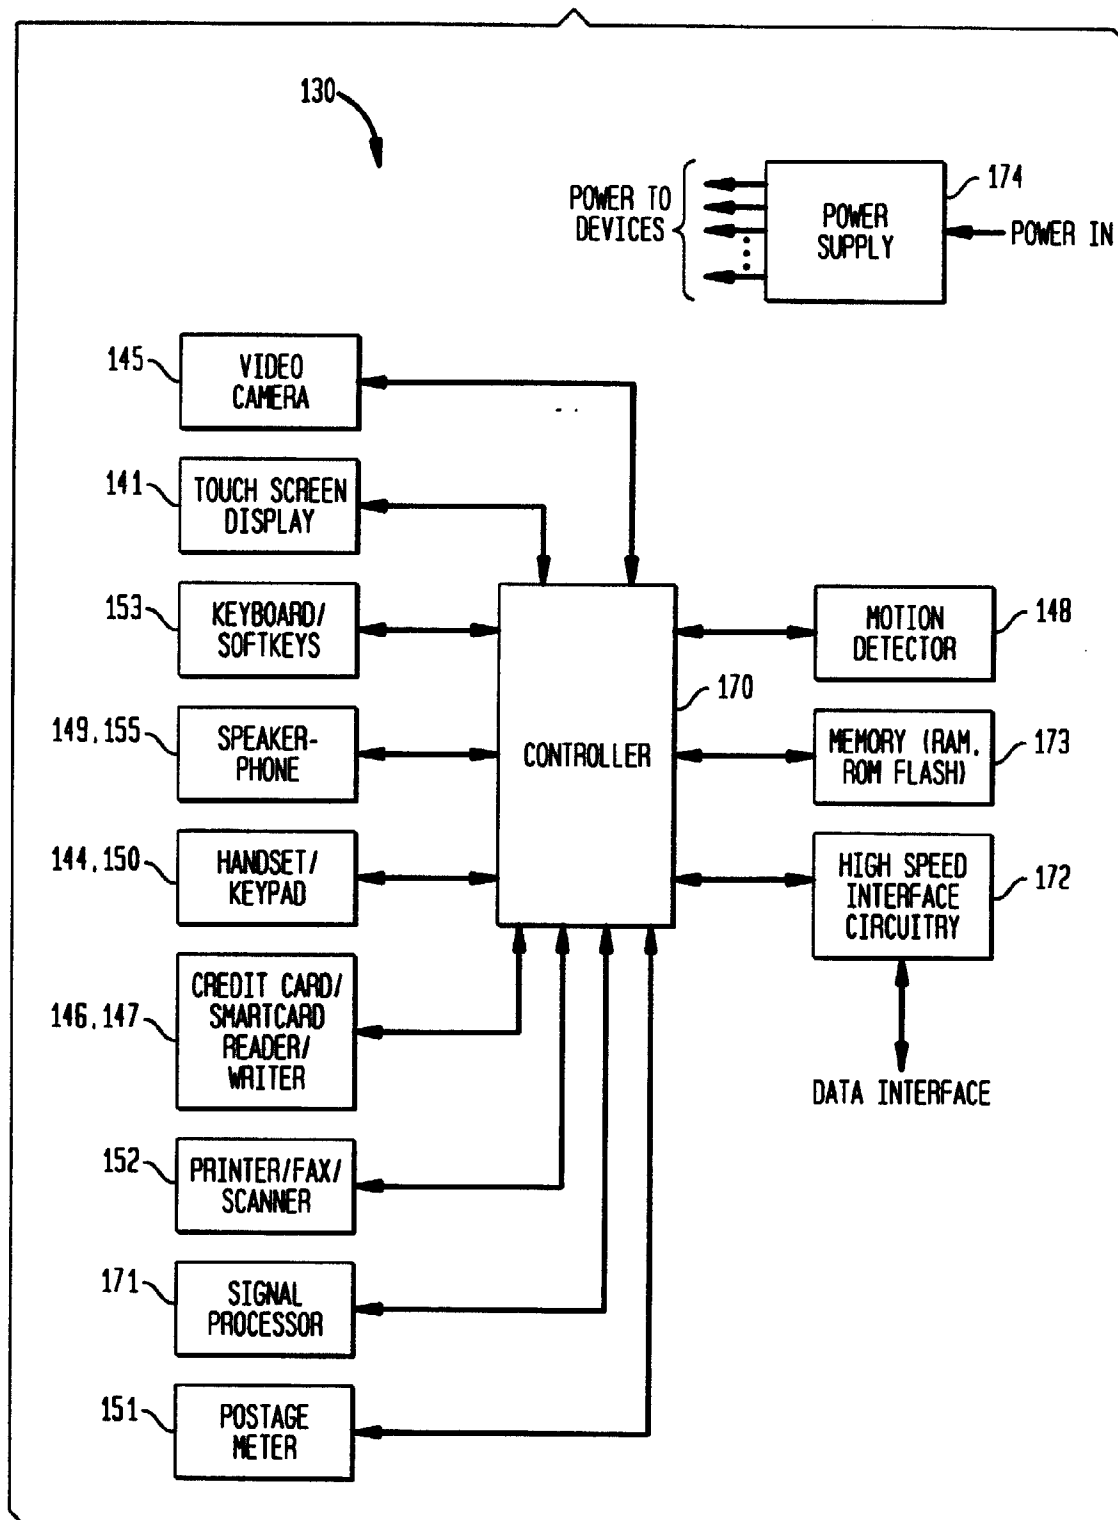 130
POWER TO
DEVICES
POWER
SUPPLY
174
POWER IN
145
VIDEO
CAMERA
141
TOUCH SCREEN
DISPLAY
153
KEYBOARD/
SOFTKEYS
149,155
SPEAKER-
PHONE
144,150
HANDSET/
KEYPAD
146,147
CREDIT CARD/
SMARTCARD
READER/
WRITER
152
PRINTER/FAX/
SCANNER
171
SIGNAL
PROCESSOR
151
POSTAGE
METER
CONTROLLER
170
MOTION
DETECTOR
148
MEMORY (RAM,
ROM FLASH)
173
HIGH SPEED
INTERFACE
CIRCUITRY
172
DATA INTERFACE